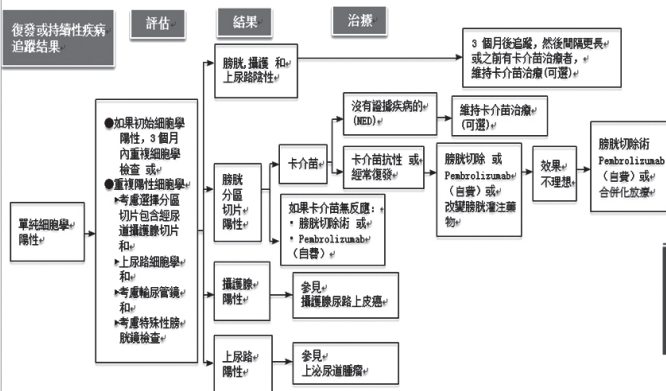 復發或持續性疾病
追蹤結果
評估
結果
治療
單純細胞學
陽性
●如果初始細胞學
陽性，3 個月
內重複細胞學
檢查 或
●重複陽性細胞學
▸考慮選擇分區
切片包含經尿
道攝護腺切片
和
▸上尿路細胞學
和
▸考慮輸尿管鏡
和
▸考慮特殊性膀
胱鏡檢查
膀胱,攝護 和
上尿路陰性
3 個月後追蹤，然後間隔更長
或之前有卡介苗治療者，
維持卡介苗治療(可選)
膀胱
分區
切片
陽性
卡介苗
沒有證據疾病的
(NED)
維持卡介苗治療
(可選)
卡介苗抗性 或
經常復發
膀胱切除 或
Pembrolizumab
(自費) 或
改變膀胱灌注藥
物
效果
不理想
膀胱切除術
Pembrolizumab
(自費) 或
合併化放療
如果卡介苗無反應：
▪ 膀胱切除術 或
▪ Pembrolizumab
(自費)
攝護腺
陽性
參見
攝護腺尿路上皮癌
上尿路
陽性
參見
上泌尿道腫瘤